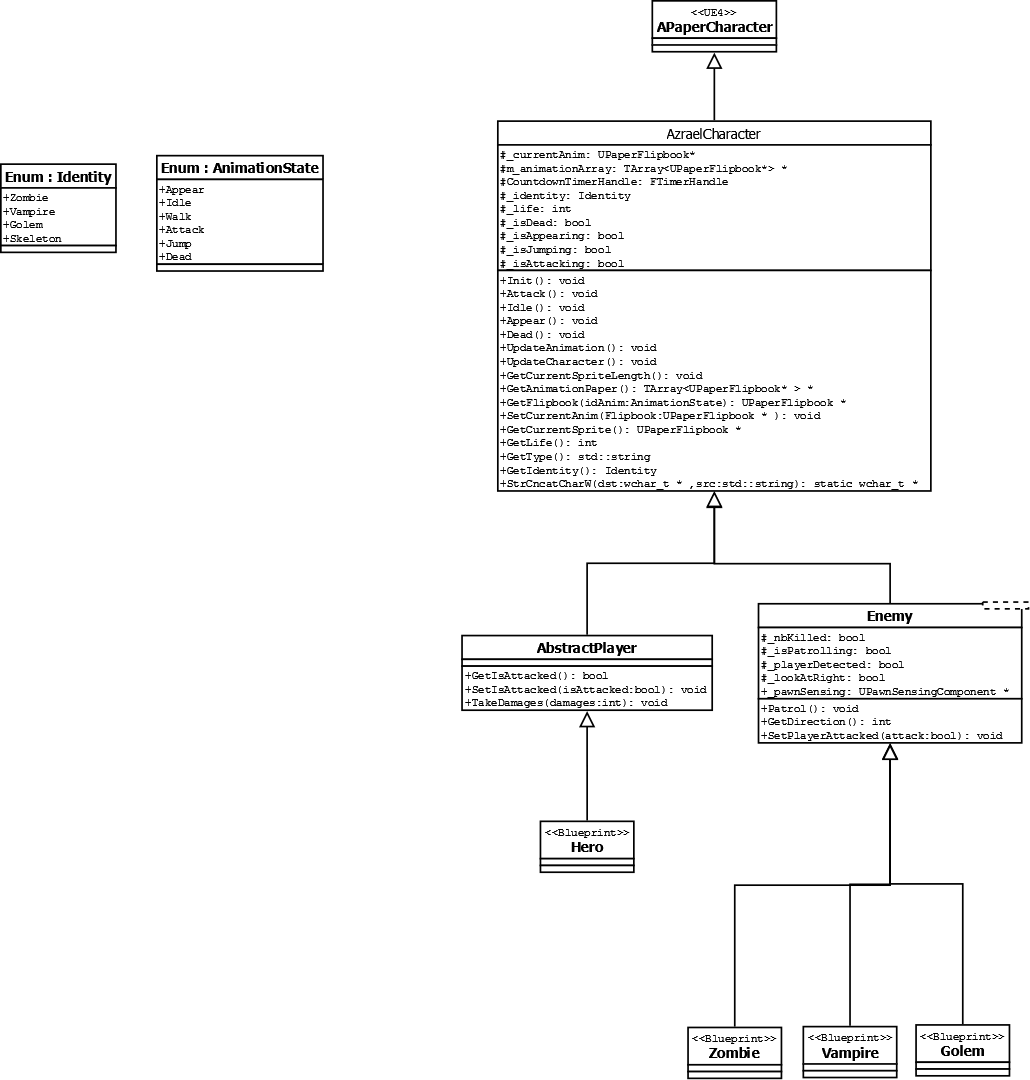 <<UE4>>
APaperCharacter
AzraelCharacter
#_currentAnim: UPaperFlipbook*
#m_animationArray: TArray<UPaperFlipbook*> *
#CountdownTimerHandle: FTimerHandle
#_identity: Identity
#_life: int
#_isDead: bool
#_isAppearing: bool
#_isJumping: bool
#_isAttacking: bool
+Init(): void
+Attack(): void
+Idle(): void
+Appear(): void
+Dead(): void
+UpdateAnimation(): void
+UpdateCharacter(): void
+GetCurrentSpriteLength(): void
+GetAnimationPaper(): TArray<UPaperFlipbook* > *
+GetFlipbook(idAnim:AnimationState): UPaperFlipbook *
+SetCurrentAnim(Flipbook:UPaperFlipbook * ): void
+GetCurrentSprite(): UPaperFlipbook *
+GetLife(): int
+GetType(): std::string
+GetIdentity(): Identity
+StrCncatCharW(dst:wchar_t * ,src:std::string): static wchar_t *
Enum : Identity
+Zombie
+Vampire
+Golem
+Skeleton
Enum : AnimationState
+Appear
+Idle
+Walk
+Attack
+Jump
+Dead
AbstractPlayer
+GetIsAttacked(): bool
+SetIsAttacked(isAttacked:bool): void
+TakeDamages(damages:int): void
Enemy
#_nbKilled: bool
#_isPatrolling: bool
#_playerDetected: bool
#_lookAtRight: bool
+_pawnSensing: UPawnSensingComponent *
+Patrol(): void
+GetDirection(): int
+SetPlayerAttacked(attack:bool): void
<<Blueprint>>
Hero
<<Blueprint>>
Zombie
<<Blueprint>>
Vampire
<<Blueprint>>
Golem